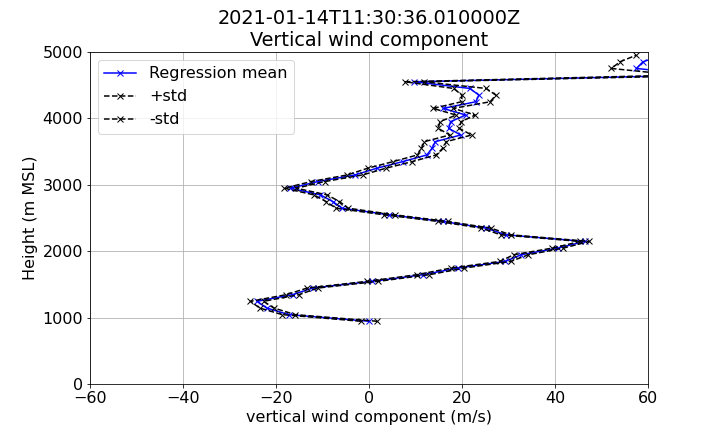 2021-01-14T11:30:36.010000Z
Vertical wind component
Regression mean
+std
-std
Height (m MSL)
5000
4000
3000
2000
1000
0
−60
−40
−20
0
20
40
60
vertical wind component (m/s)